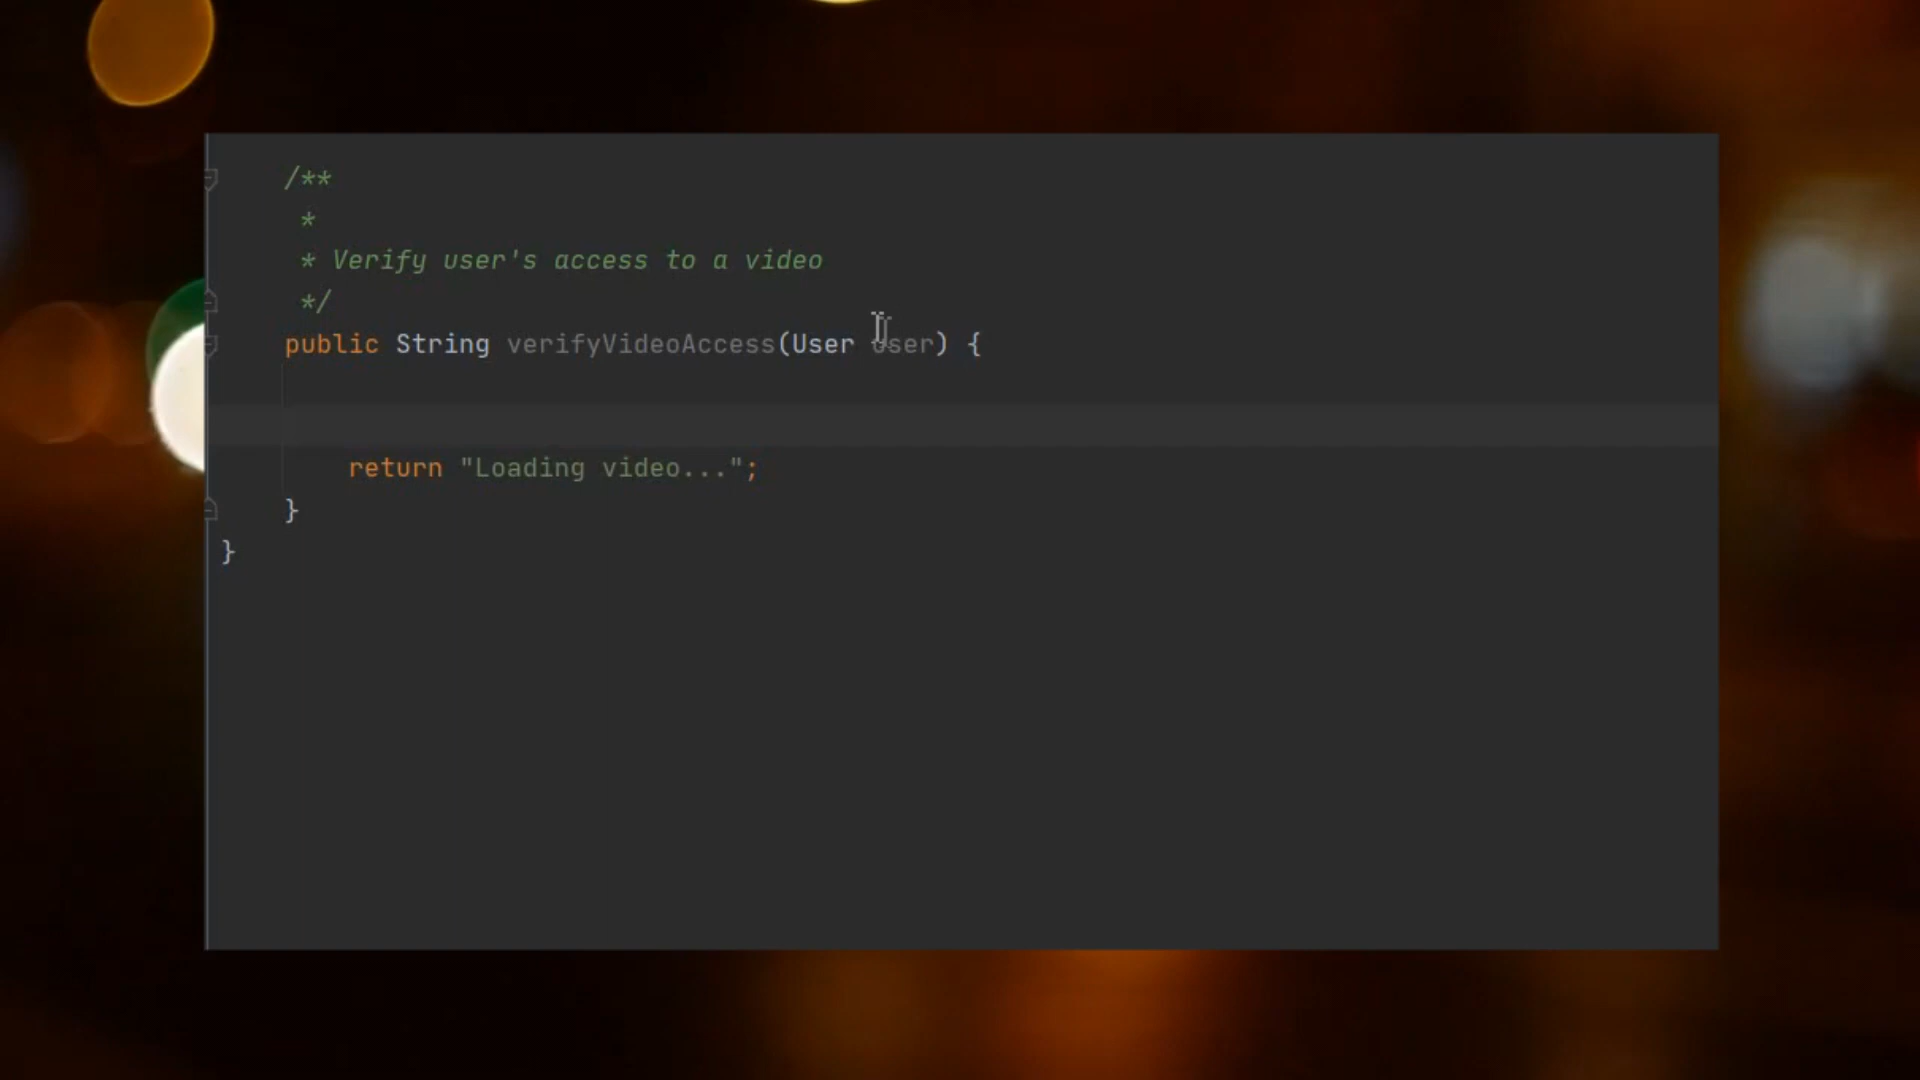 /**
*
* Verify user's access to a video
*/
public String verifyVideoAccess(User user) {
return "Loading video...";
}
}